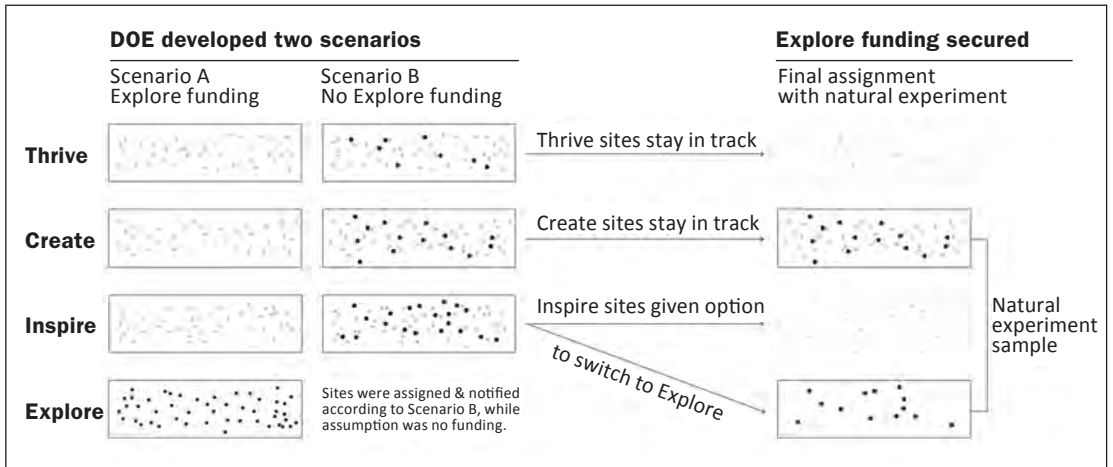 DOE developed two scenarios
Explore funding secured
Scenario A
Explore funding
Scenario B
No Explore funding
Final assignment
with natural experiment
Thrive
Thrive sites stay in track
Create
Create sites stay in track
Inspire
Inspire sites given option
to switch to Explore
Natural
experiment
sample
Explore
Sites were assigned & notified
according to Scenario B, while
assumption was no funding.